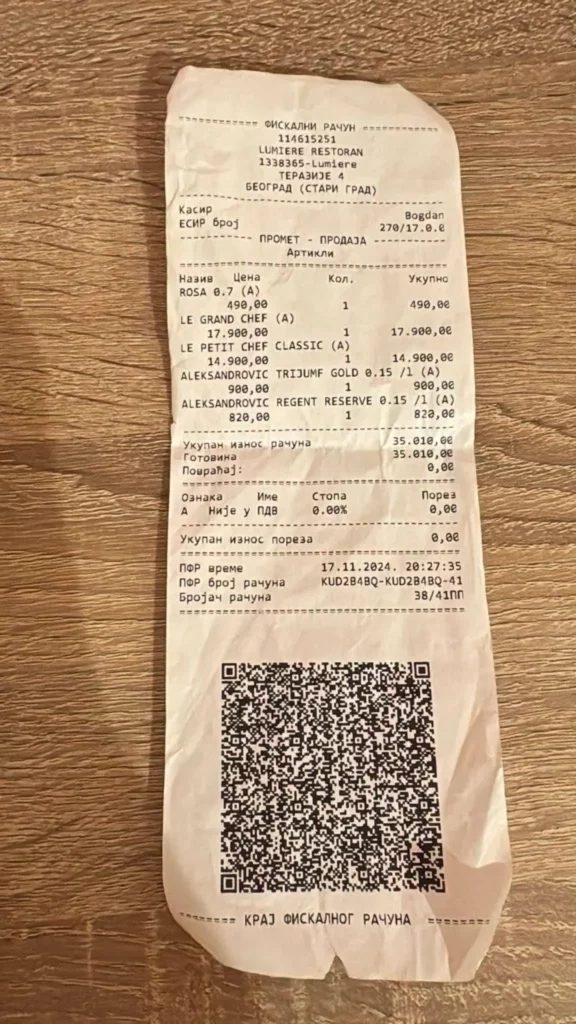 ========== ФИСКАЛНИ РАЧУН ==========
114615251
LUMIERE RESTORAN
1338365-Lumiere
ТЕРАЗИЈЕ 4
БЕОГРАД (СТАРИ ГРАД)
Касир Bogdan
ЕСИР број 270/17.0.0
---------- ПРОМЕТ - ПРОДАЈА ----------
Артикли
Назив Цена Кол. Укупно
ROSA 0.7 (A)
490,00 1 490,00
LE GRAND CHEF (A)
17.900,00 1 17.900,00
LE PETIT CHEF CLASSIC (A)
14.900,00 1 14.900,00
ALEKSANDROVIC TRIJUMF GOLD 0.15 /l (A)
900,00 1 900,00
ALEKSANDROVIC REGENT RESERVE 0.15 /l (A)
820,00 1 820,00
Укупан износ рачуна 35.010,00
Готовина 35.010,00
Повраћај: 0,00
Ознака Име Стопа Порез
А Није у ПДВ 0.00% 0,00
Укупан износ пореза 0,00
ПФР време 17.11.2024. 20:27:35
ПФР број рачуна KUD2B4BQ-KUD2B4BQ-41
Бројач рачуна 38/41ПП
====== КРАЈ ФИСКАЛНОГ РАЧУНА ======